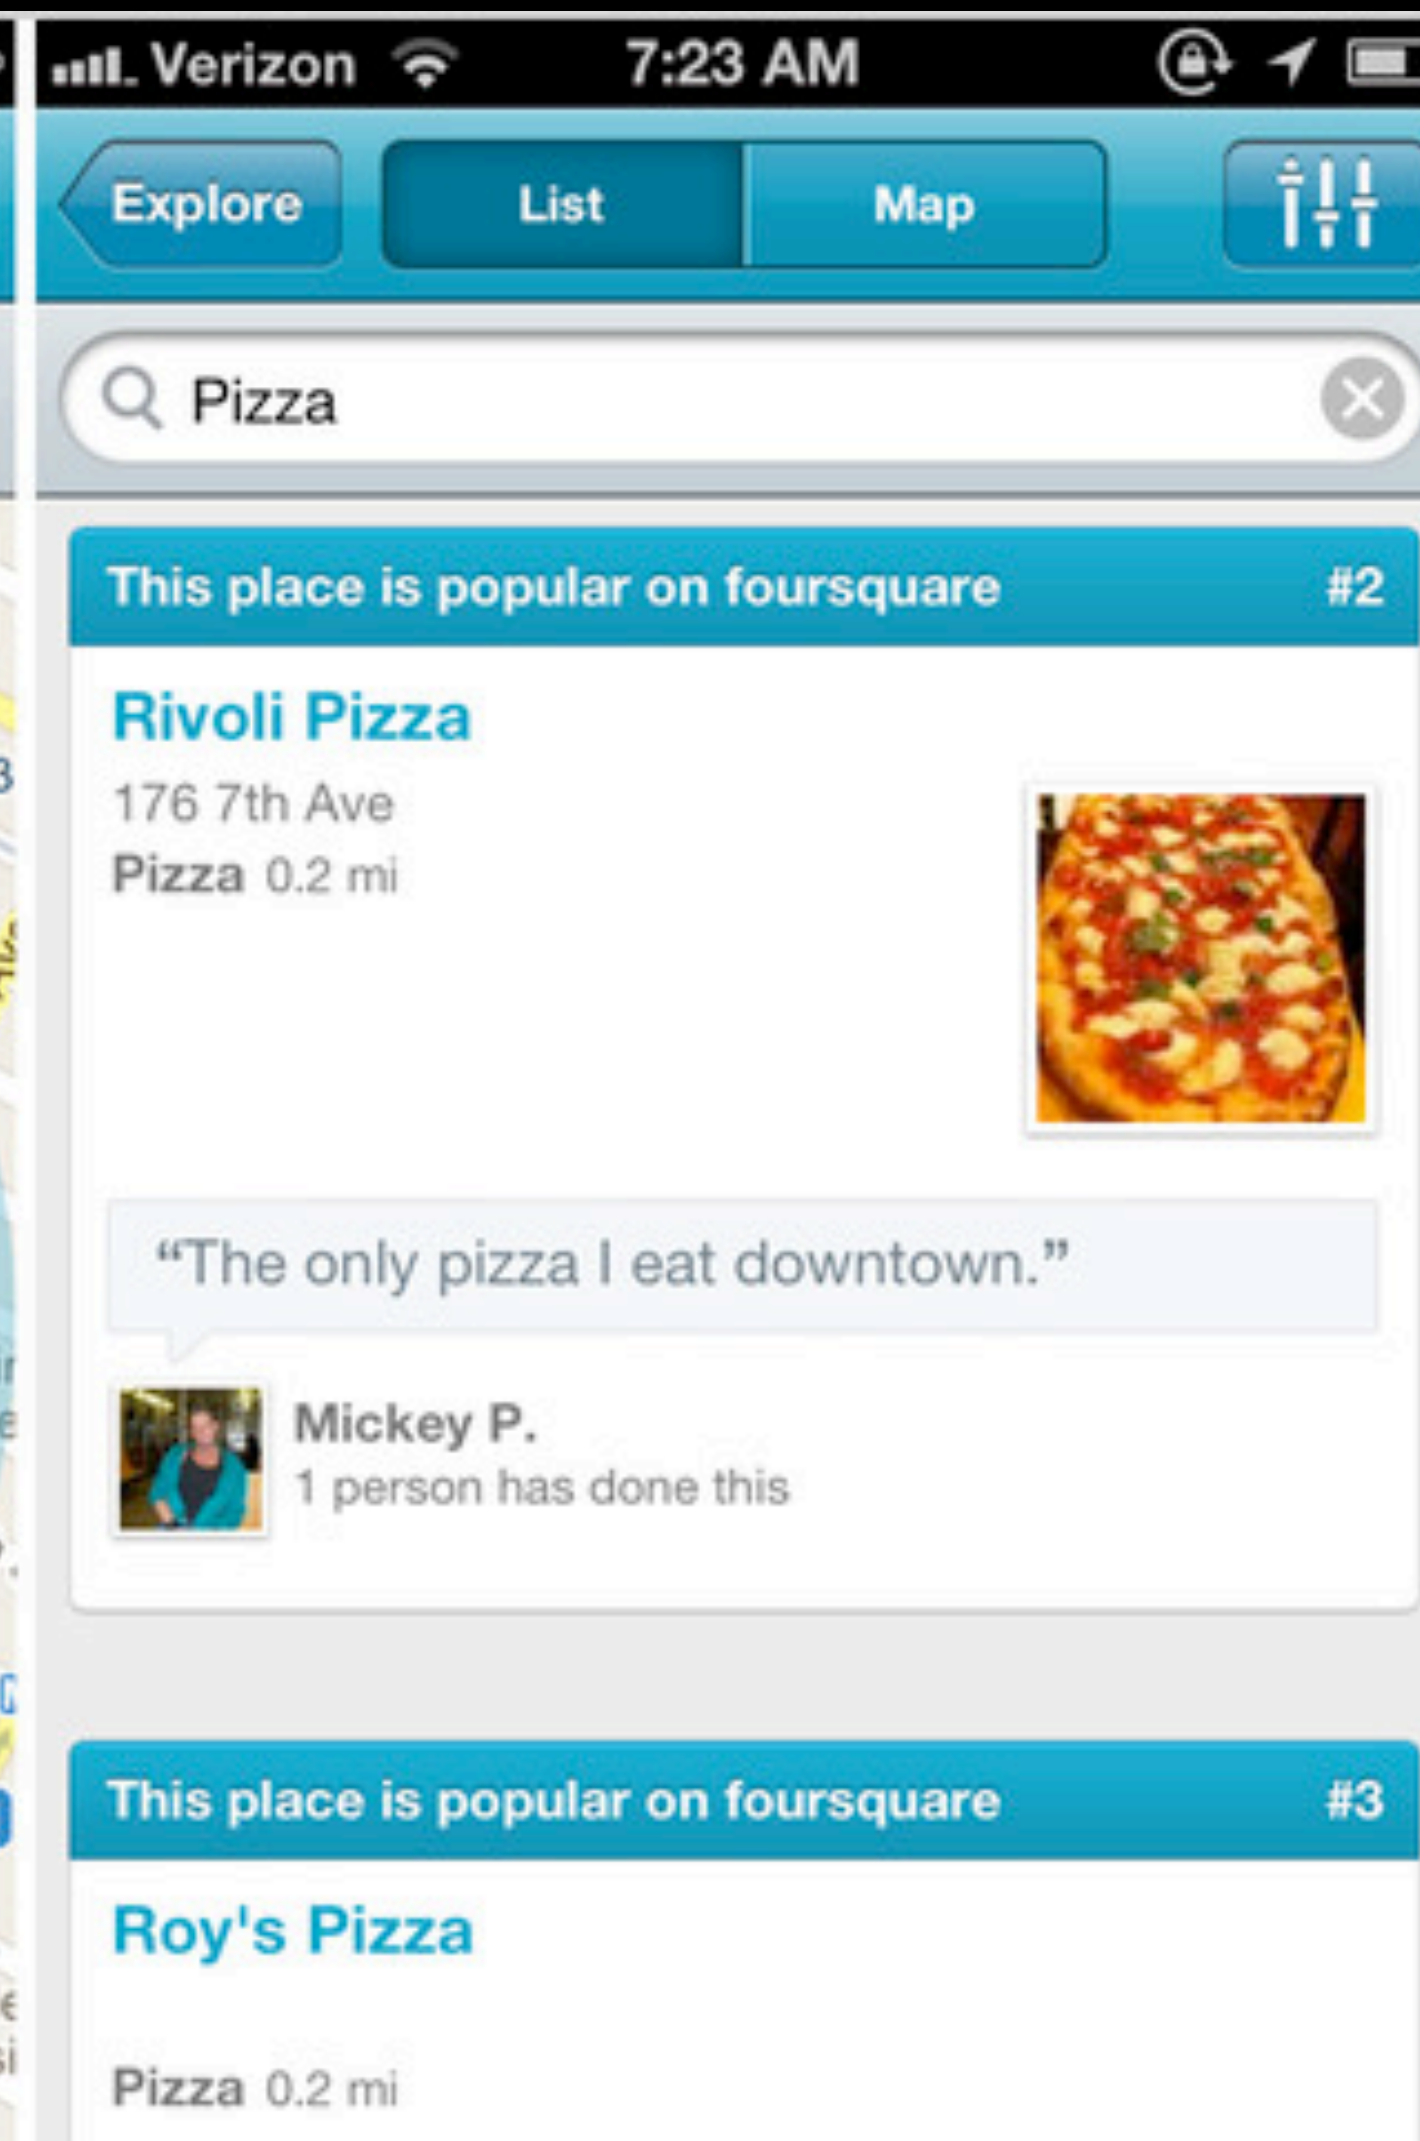 Verizon 7:23 AM
Explore List Map
Pizza
This place is popular on foursquare #2
Rivoli Pizza
176 7th Ave
Pizza 0.2 mi
“The only pizza I eat downtown.”
Mickey P.
1 person has done this
This place is popular on foursquare #3
Roy's Pizza
Pizza 0.2 mi